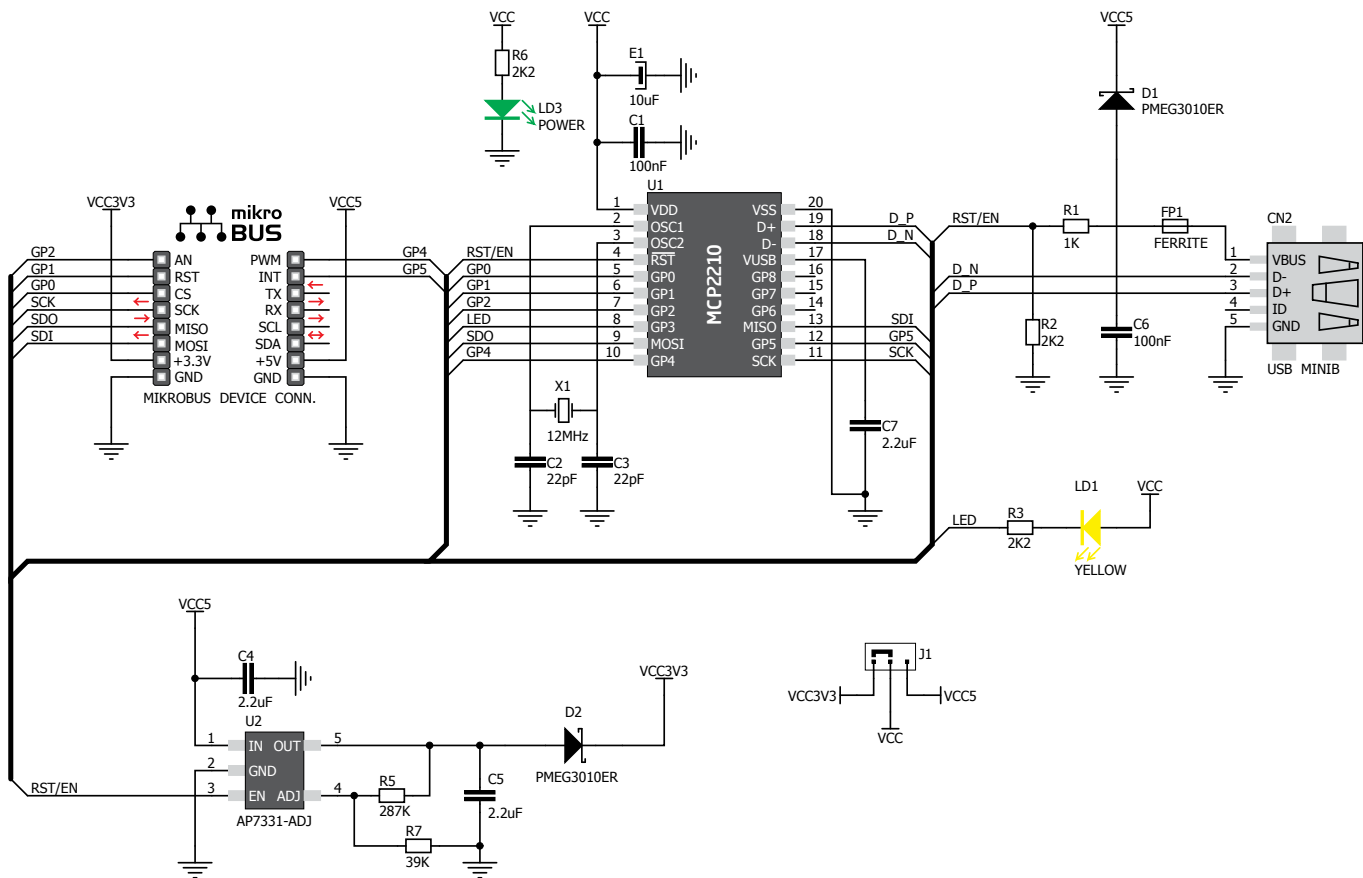 VCC
R6
2K2
LD3
POWER
VCC
E1
10uF
C1
100nF
VCC5
D1
PMEG3010ER
VCC3V3
mikro
BUS
VCC5
GP2
GP1
GP0
SCK
SDO
SDI
AN
RST
CS
SCK
MISO
MOSI
+3.3V
GND
PWM
INT
TX
RX
SCL
SDA
+5V
GND
GP4
GP5
MIKROBUS DEVICE CONN.
RST/EN
GP0
GP1
GP2
LED
SDO
GP4
U1
1
2
3
4
5
6
7
8
9
10
VDD
OSC1
OSC2
RST
GP0
GP1
GP2
GP3
MOSI
GP4
MCP2210
VSS
D+
D-
VUSB
GP8
GP7
GP6
MISO
GP5
SCK
20
19
18
17
16
15
14
13
12
11
D_P
D_N
SDI
GP5
SCK
X1
12MHz
C2
22pF
C3
22pF
C7
2.2uF
RST/EN
R1
1K
FP1
FERRITE
D_N
D_P
R2
2K2
C6
100nF
CN2
1
2
3
4
5
VBUS
D-
D+
ID
GND
USB MINIB
LED
R3
2K2
LD1
YELLOW
VCC
VCC5
C4
2.2uF
U2
1
2
3
IN
GND
EN
OUT
ADJ
5
4
AP7331-ADJ
RST/EN
R5
287K
R7
39K
C5
2.2uF
D2
PMEG3010ER
VCC3V3
J1
VCC3V3
VCC5
VCC